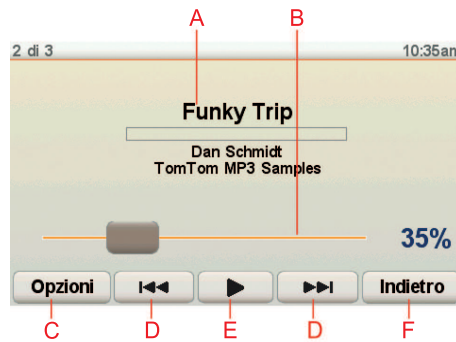 A B
2 di 3 10:35am
Funky Trip
Dan Schmidt
TomTom MP3 Samples
35%
Opzioni Indietro
C D E D F